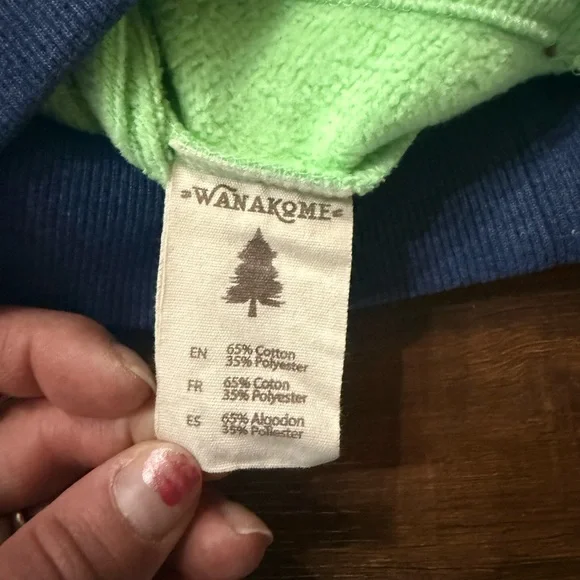 WANAKOME
EN 65% Cotton
35% Polyester
FR 65% Coton
35% Polyester
ES 65% Algodon
35% Poliester